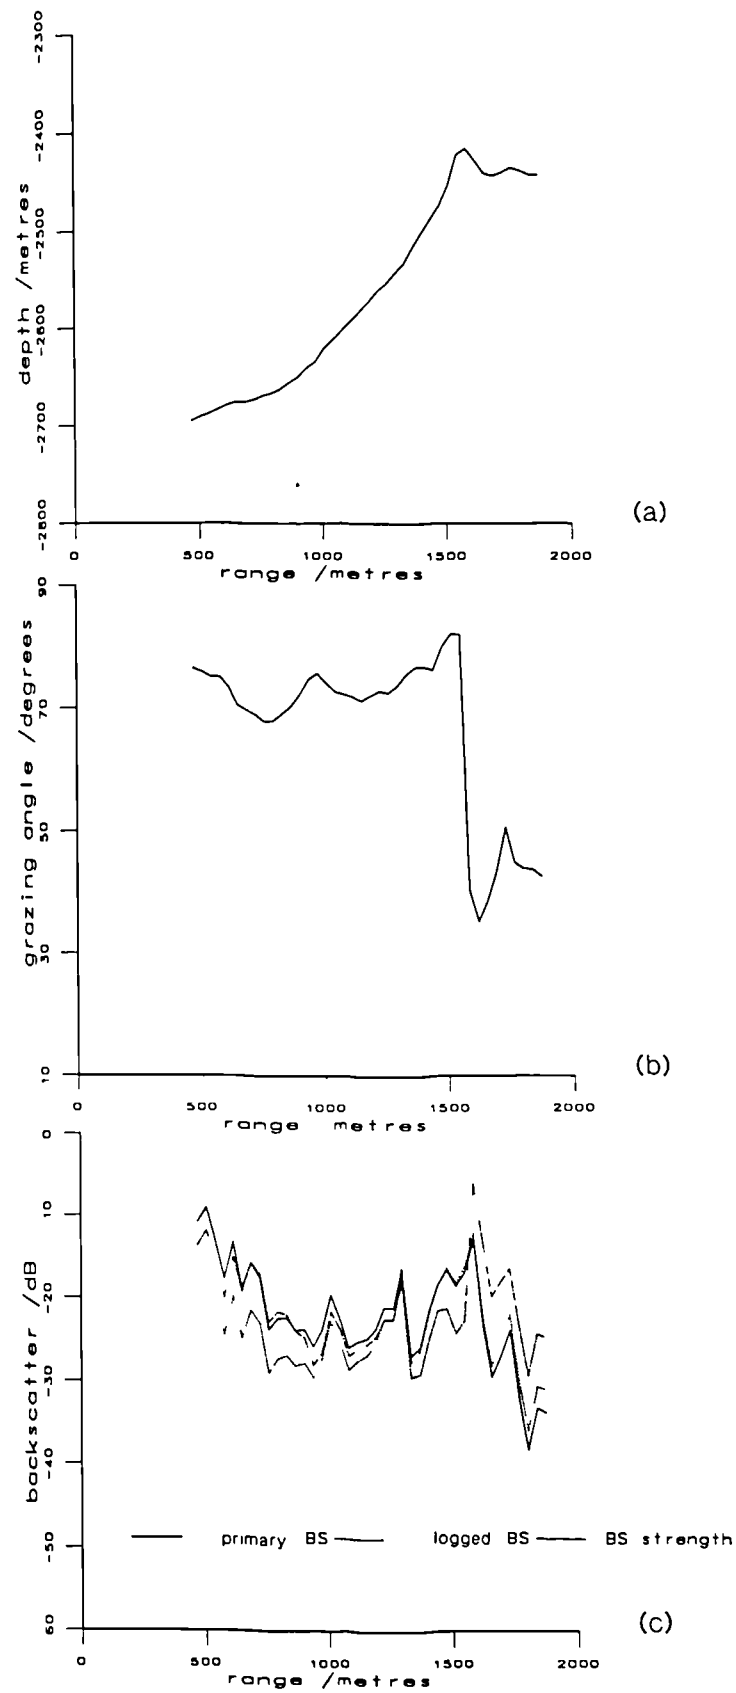 -2300
-2400
-2500
-2600
-2700
-2800
depth /metres
0 500 1000 1500 2000
range /metres
(a)
90
70
50
30
10
grazing angle /degrees
0 500 1000 1500 2000
range metres
(b)
0
10
-20
-30
-40
-50
60
backscatter /dB
primary BS logged BS BS strength
0 500 1000 1500 2000
range /metres
(c)